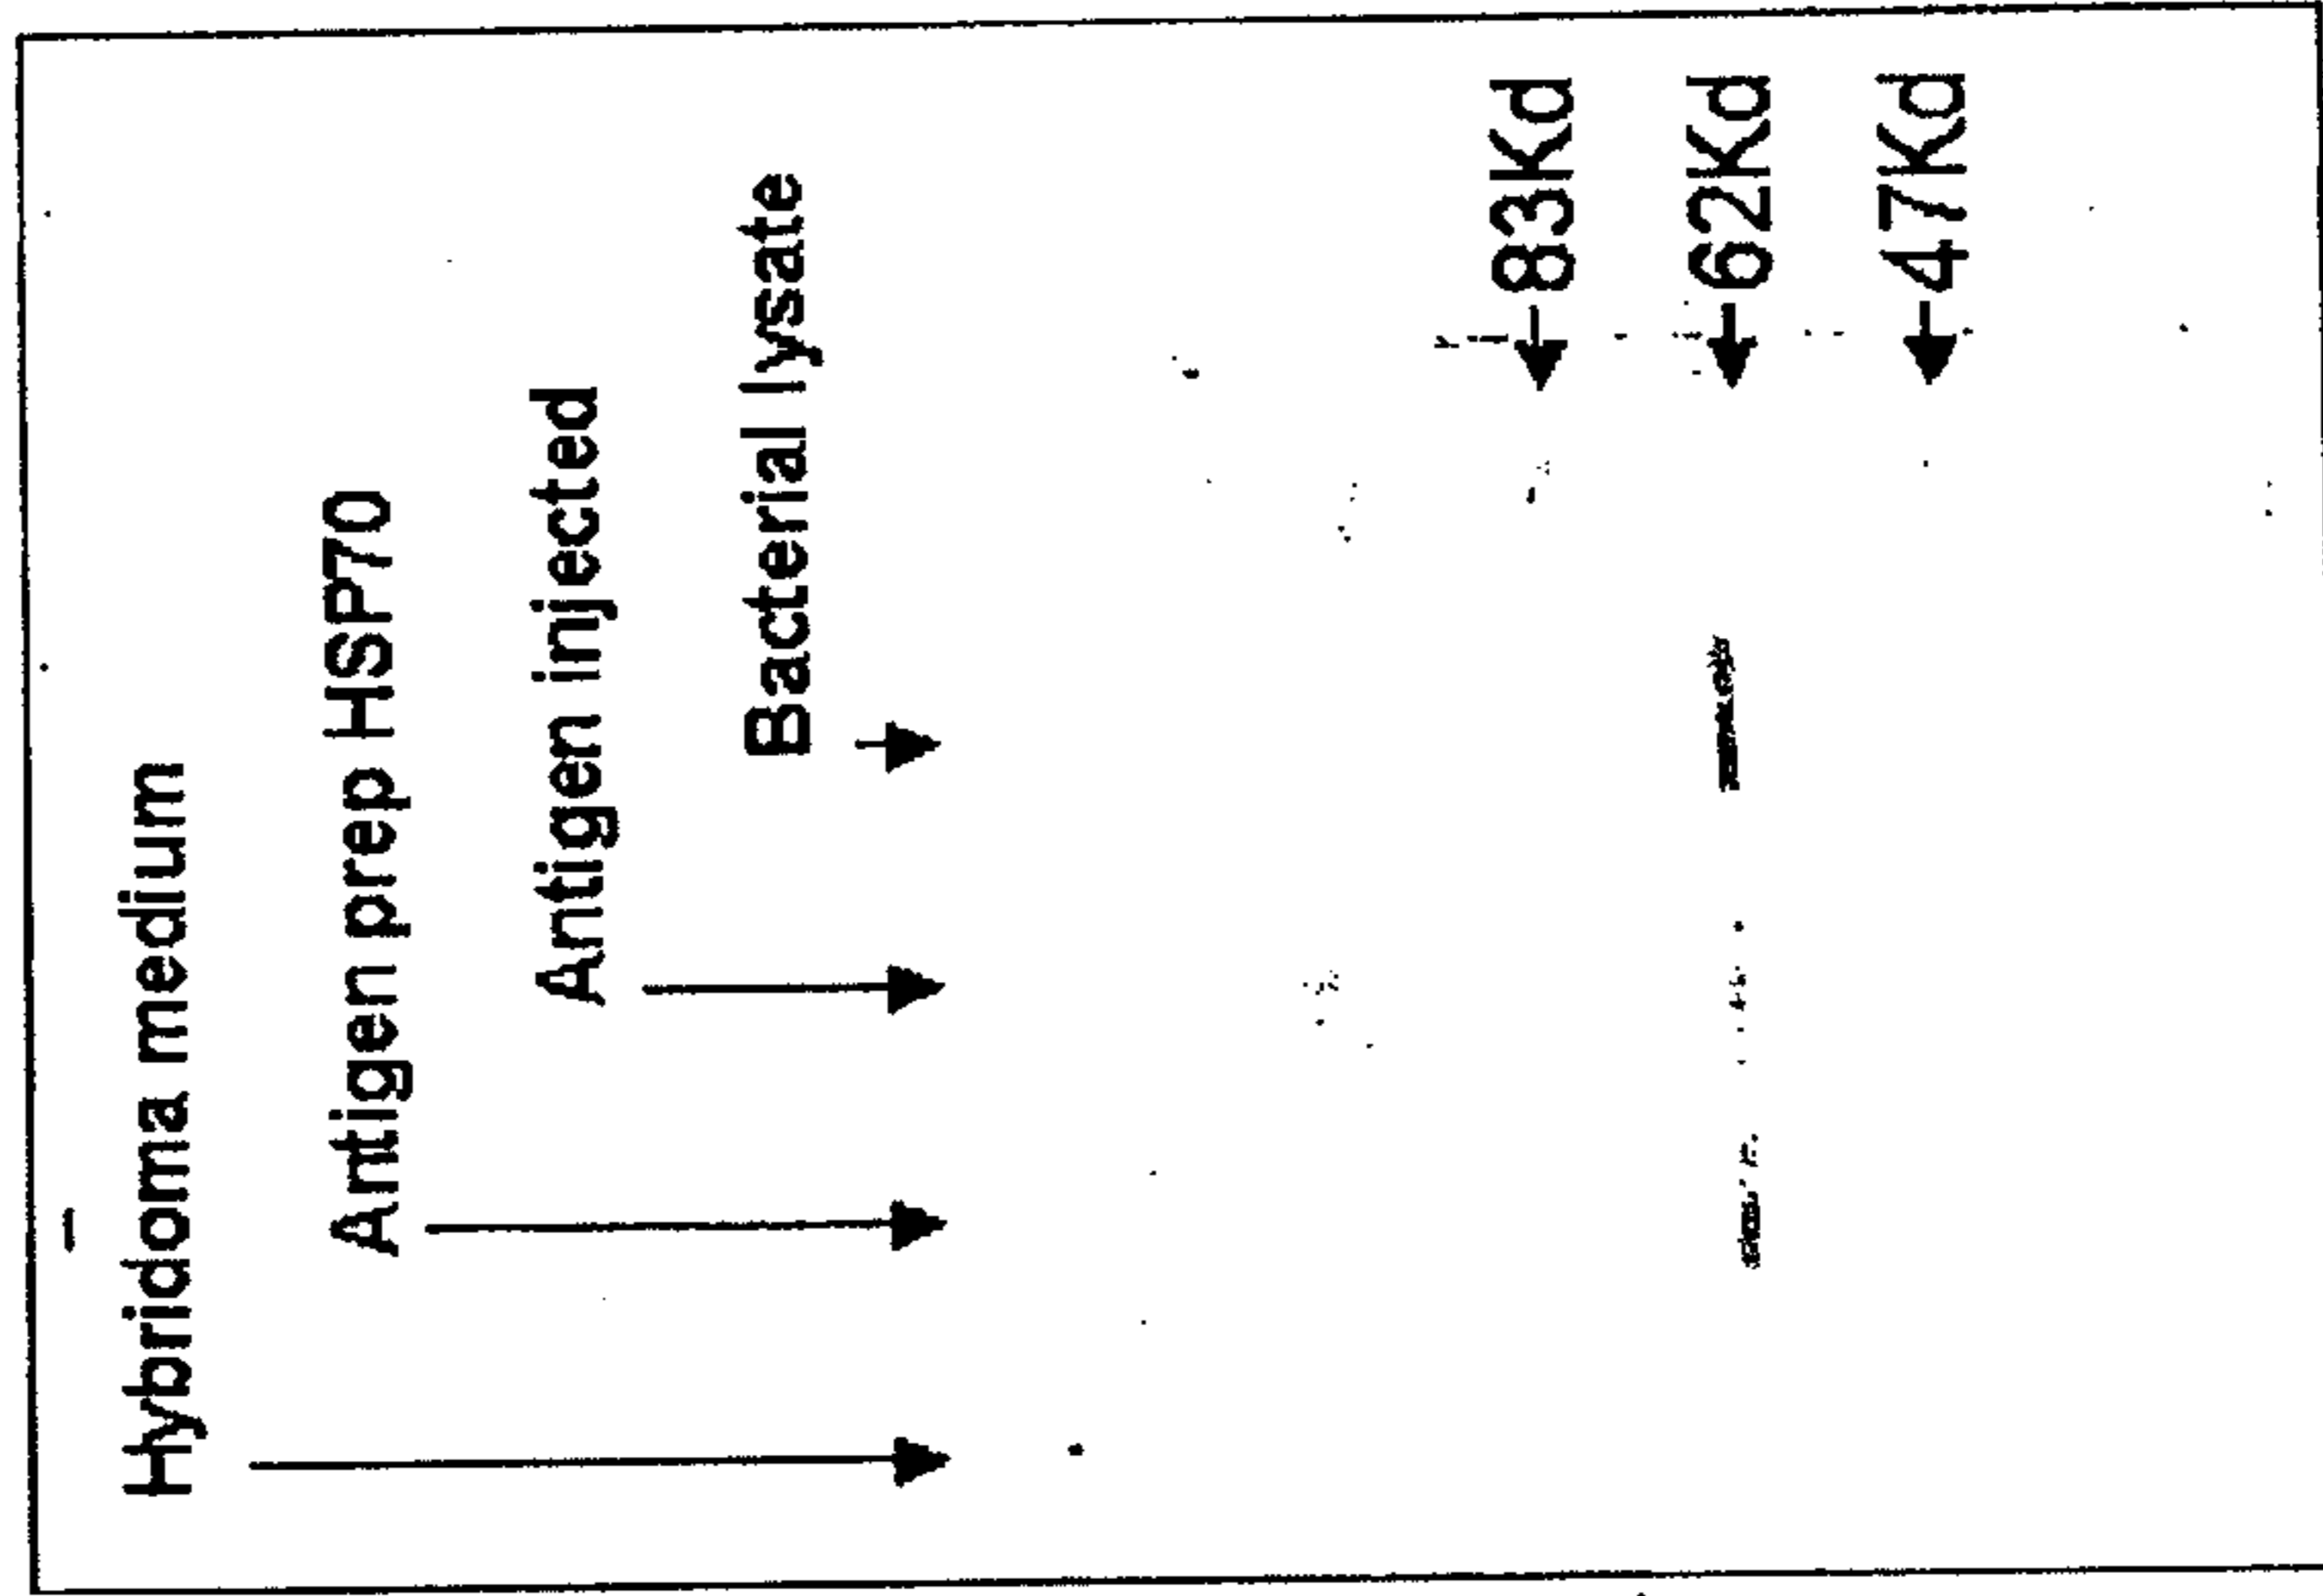 Hybridoma medium
Antigen prep HSP70
Antigen injected
Bacterial lysate
83Kd
62Kd
47Kd